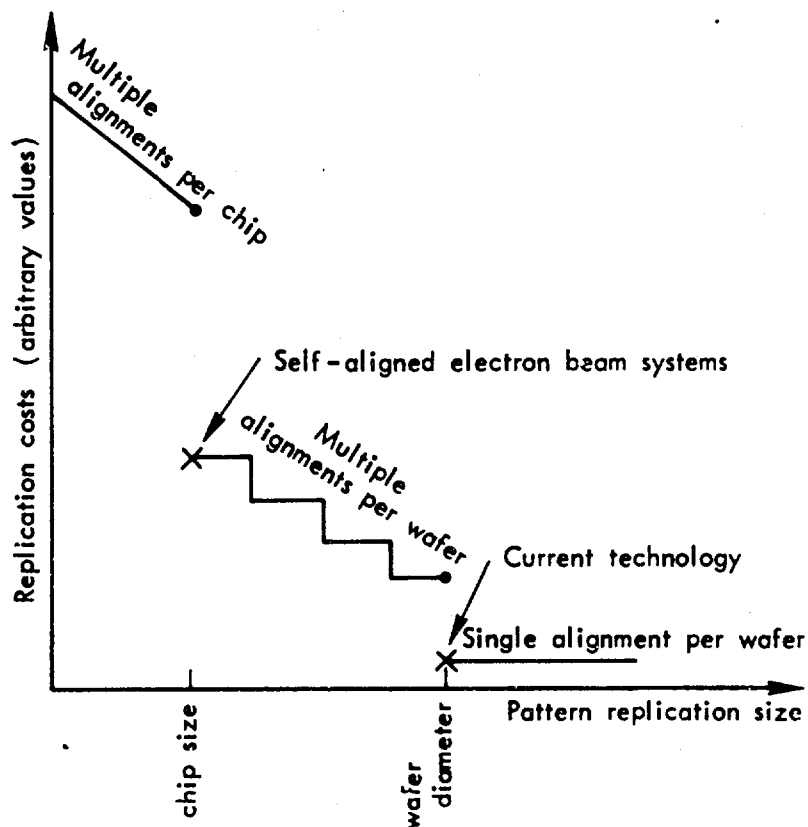 Multiple
alignments per chip
Replication costs (arbitrary values)
Self-aligned electron beam systems
Multiple
alignments per wafer
Current technology
Single alignment per wafer
Pattern replication size
chip size
wafer
diameter